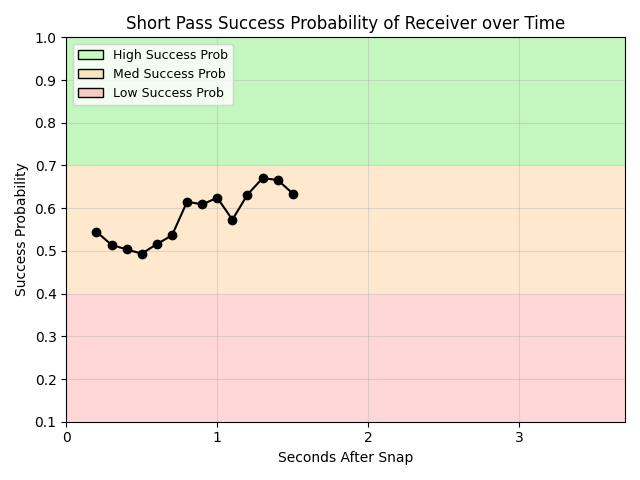 Short Pass Success Probability of Receiver over Time
High Success Prob
Med Success Prob
Low Success Prob
Success Probability
1.0
0.9
0.8
0.7
0.6
0.5
0.4
0.3
0.2
0.1
0 1 2 3
Seconds After Snap